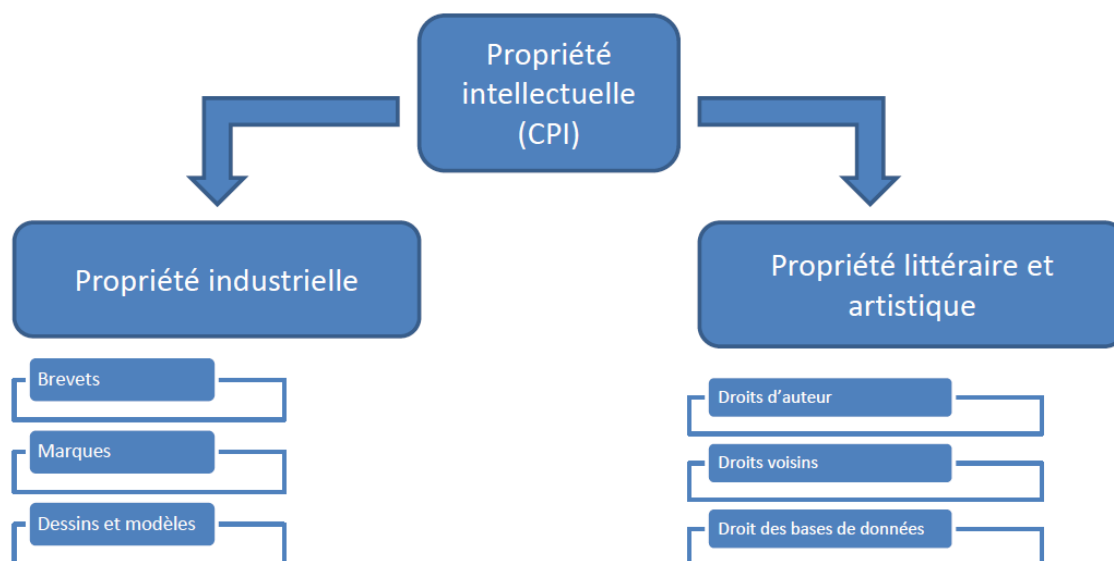 Propriété
intellectuelle
(CPI)
Propriété industrielle
Brevets
Marques
Dessins et modèles
Propriété littéraire et
artistique
Droits d'auteur
Droits voisins
Droit des bases de données